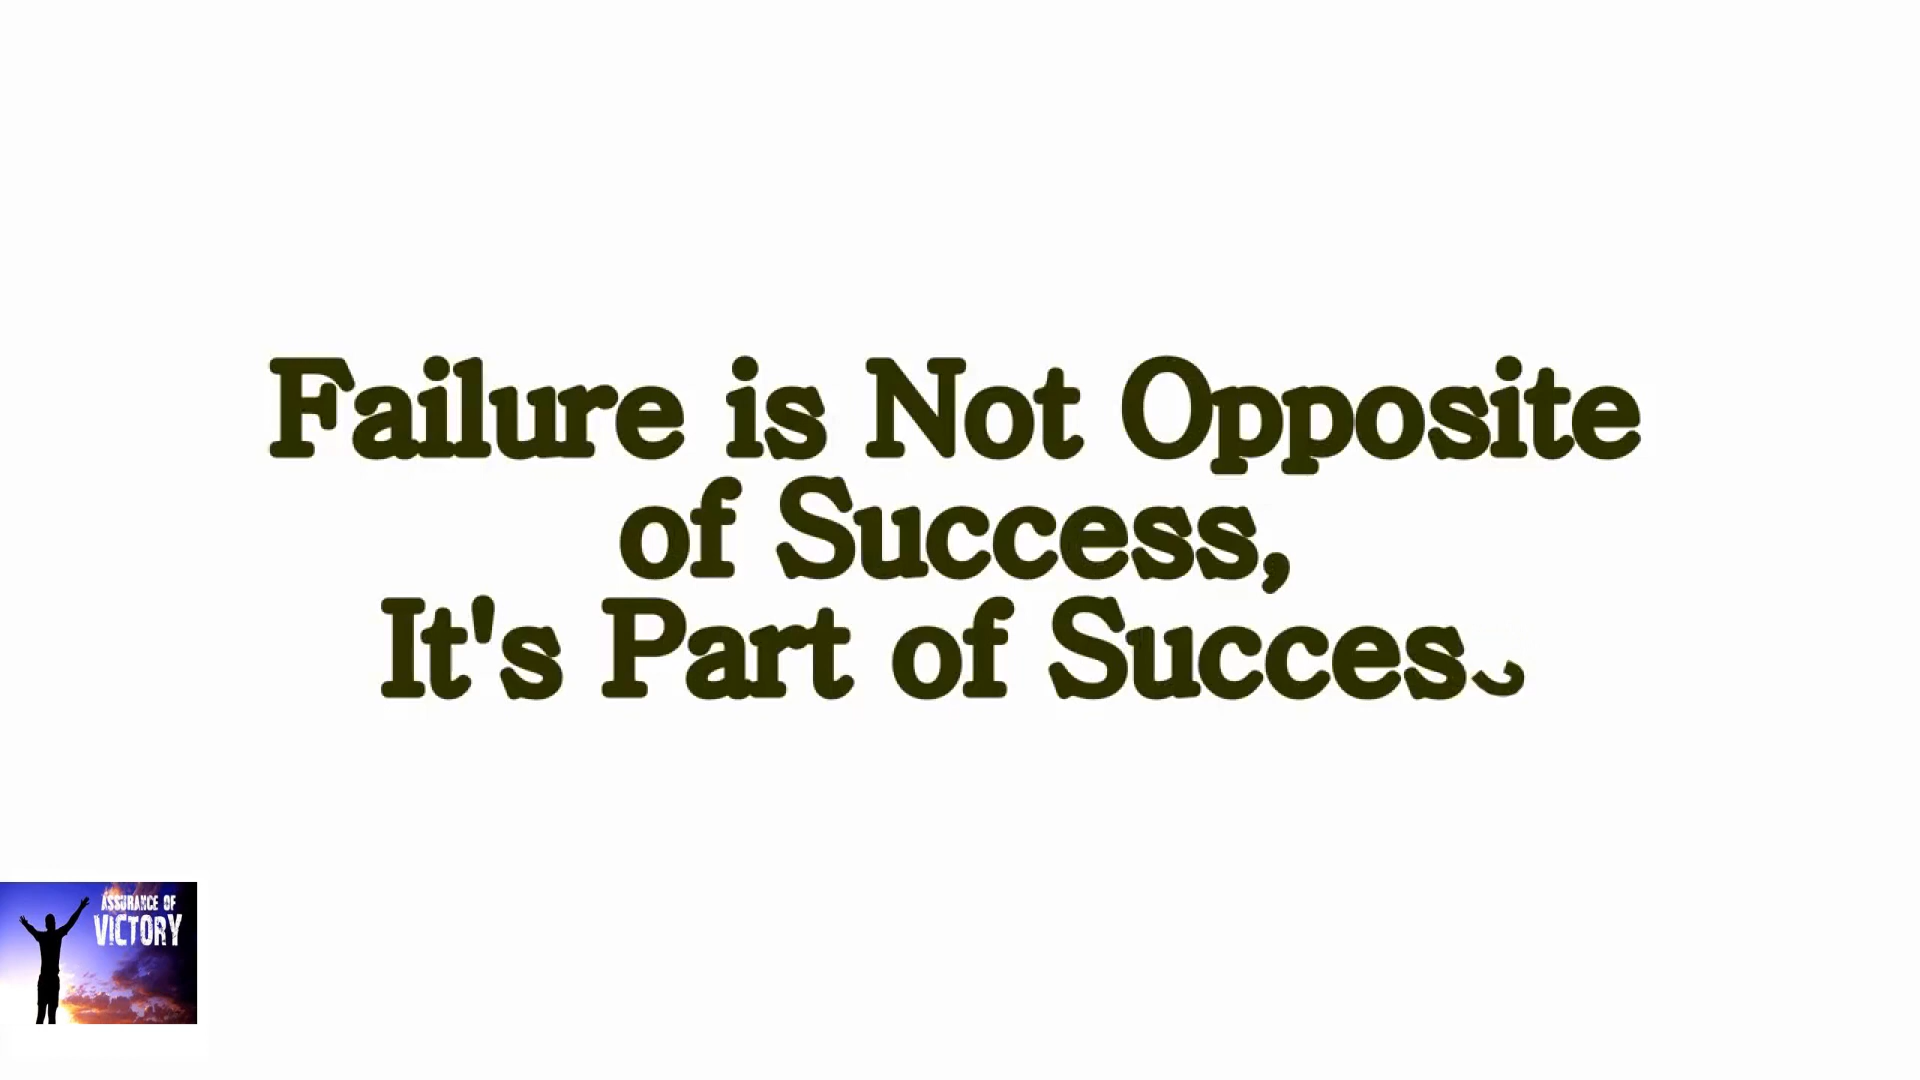 Failure is Not Opposite
of Success,
It's Part of Succes
ASSURANCE OF
VICTORY